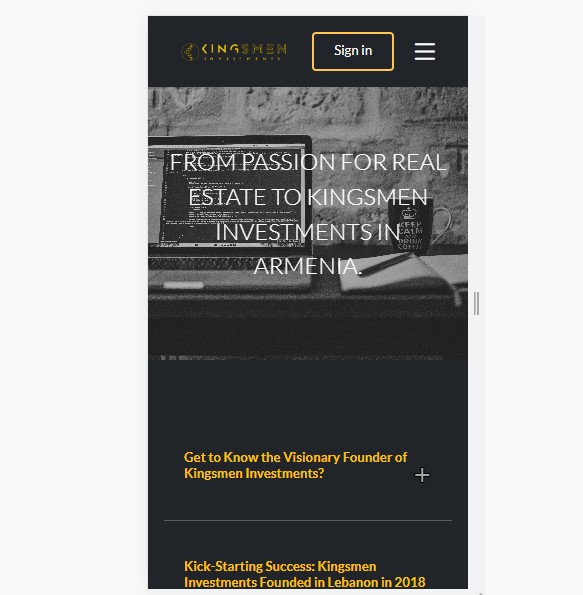 KINGSMEN
INVESTMENTS
Sign in
FROM PASSION FOR REAL
ESTATE TO KINGSMEN
INVESTMENTS IN
ARMENIA.
KEEP
CALM
DRINK
COFFEE
Get to Know the Visionary Founder of
Kingsmen Investments?
Kick-Starting Success: Kingsmen
Investments Founded in Lebanon in 2018